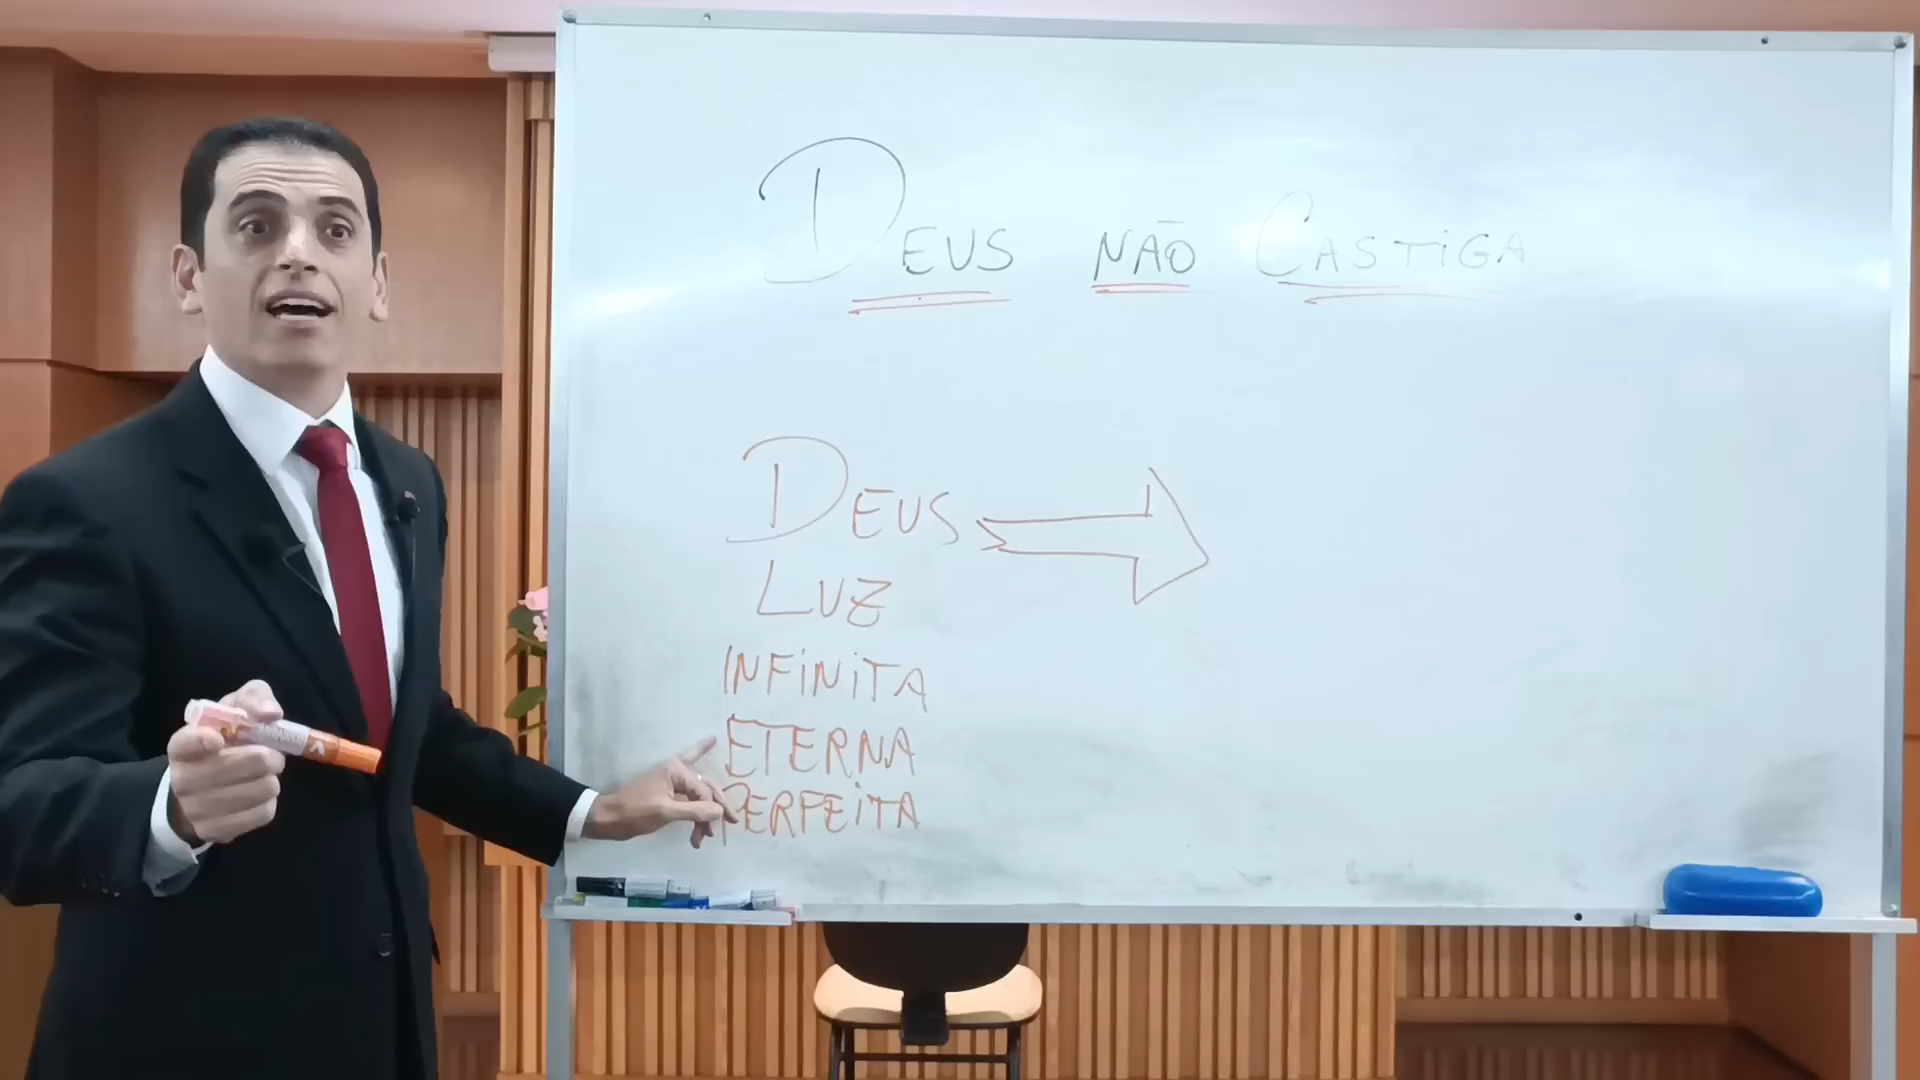 DEUS NÃO CASTIGA
DEUS
LUZ
INFINITA
ETERNA
PERFEITA